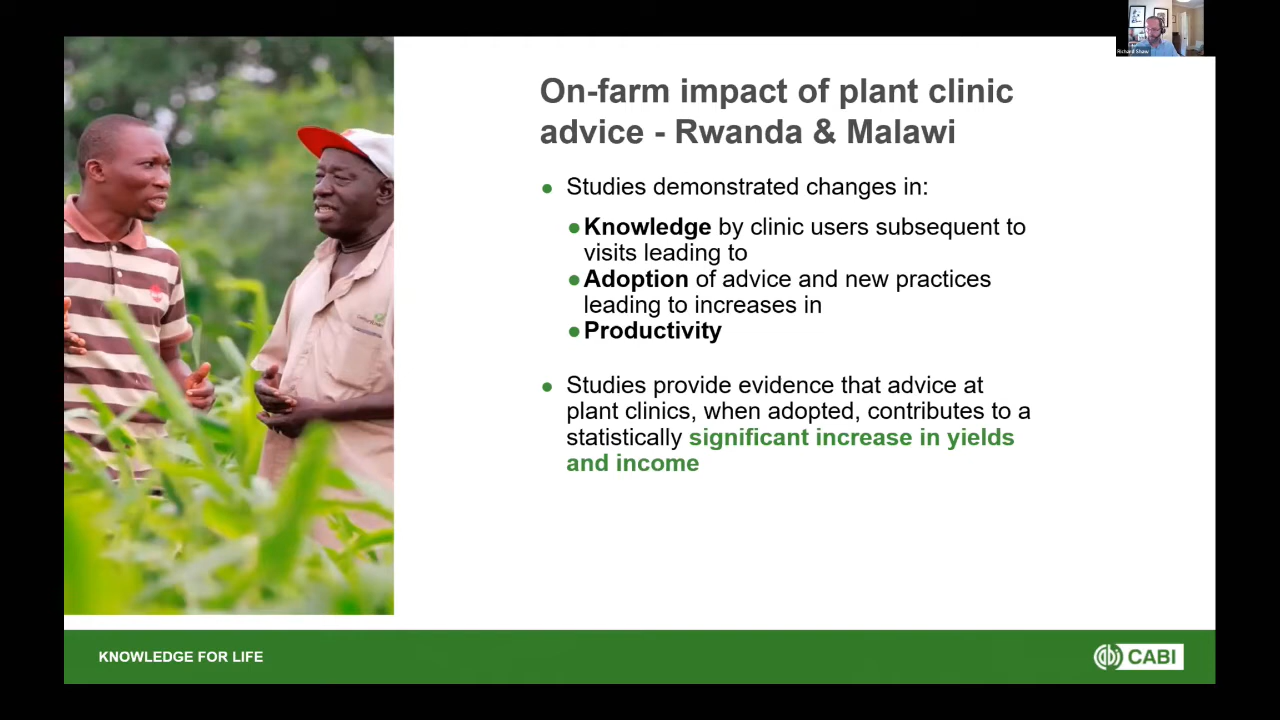 Richard Shaw
On-farm impact of plant clinic
advice - Rwanda & Malawi
● Studies demonstrated changes in:
● Knowledge by clinic users subsequent to
visits leading to
● Adoption of advice and new practices
leading to increases in
● Productivity
● Studies provide evidence that advice at
plant clinics, when adopted, contributes to a
statistically significant increase in yields
and income
KNOWLEDGE FOR LIFE
CABI